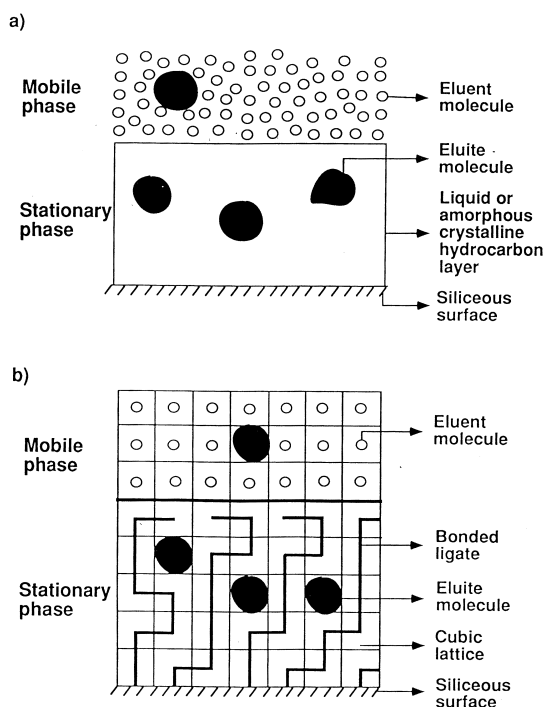 a)
Mobile
phase
Eluent
molecule
Eluite
molecule
Stationary
phase
Liquid or
amorphous
crystalline
hydrocarbon
layer
Siliceous
surface
b)
Mobile
phase
Eluent
molecule
Bonded
ligate
Stationary
phase
Eluite
molecule
Cubic
lattice
Siliceous
surface